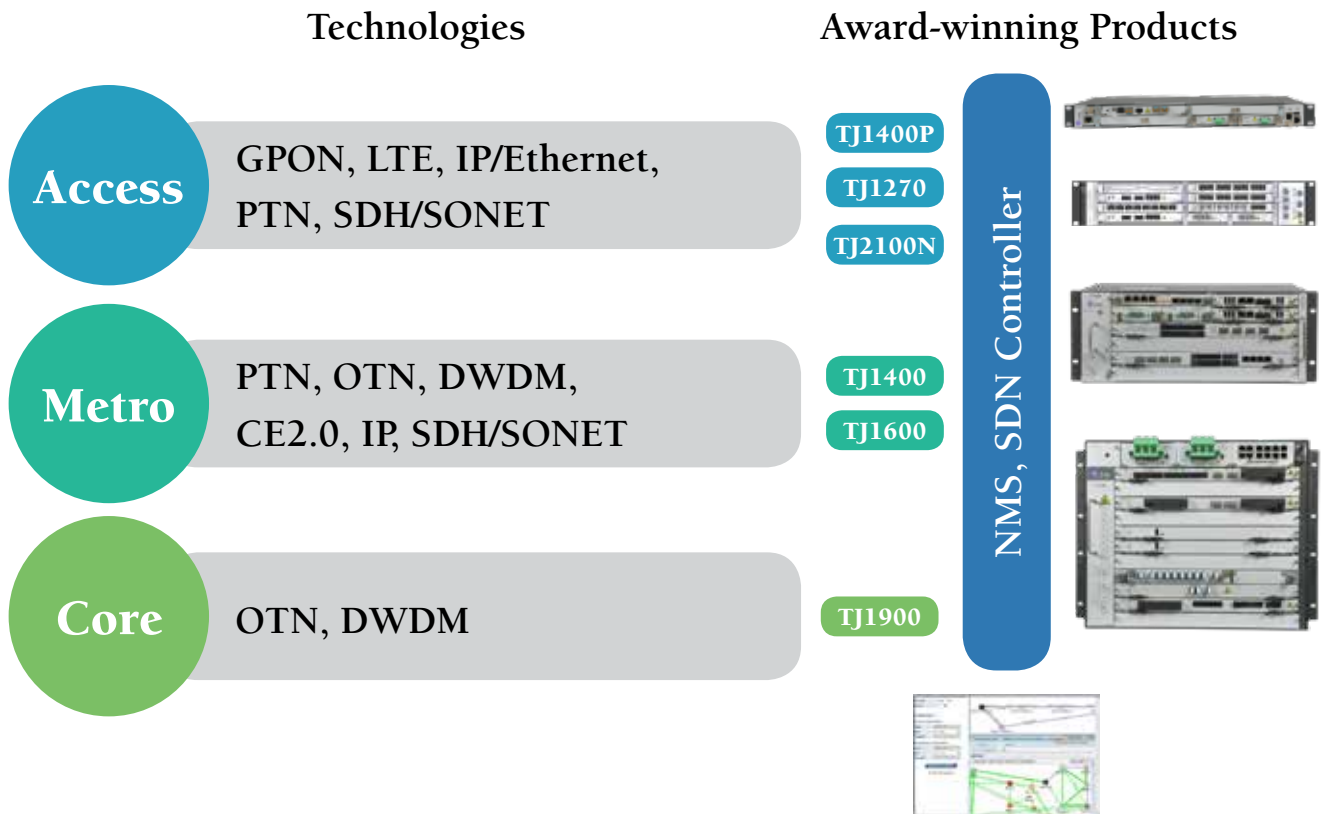 Technologies
Award-winning Products
Access
GPON, LTE, IP/Ethernet,
PTN, SDH/SONET
TJ1400P
TJ1270
TJ2100N
Metro
PTN, OTN, DWDM,
CE2.0, IP, SDH/SONET
TJ1400
TJ1600
Core
OTN, DWDM
TJ1900
NMS, SDN Controller